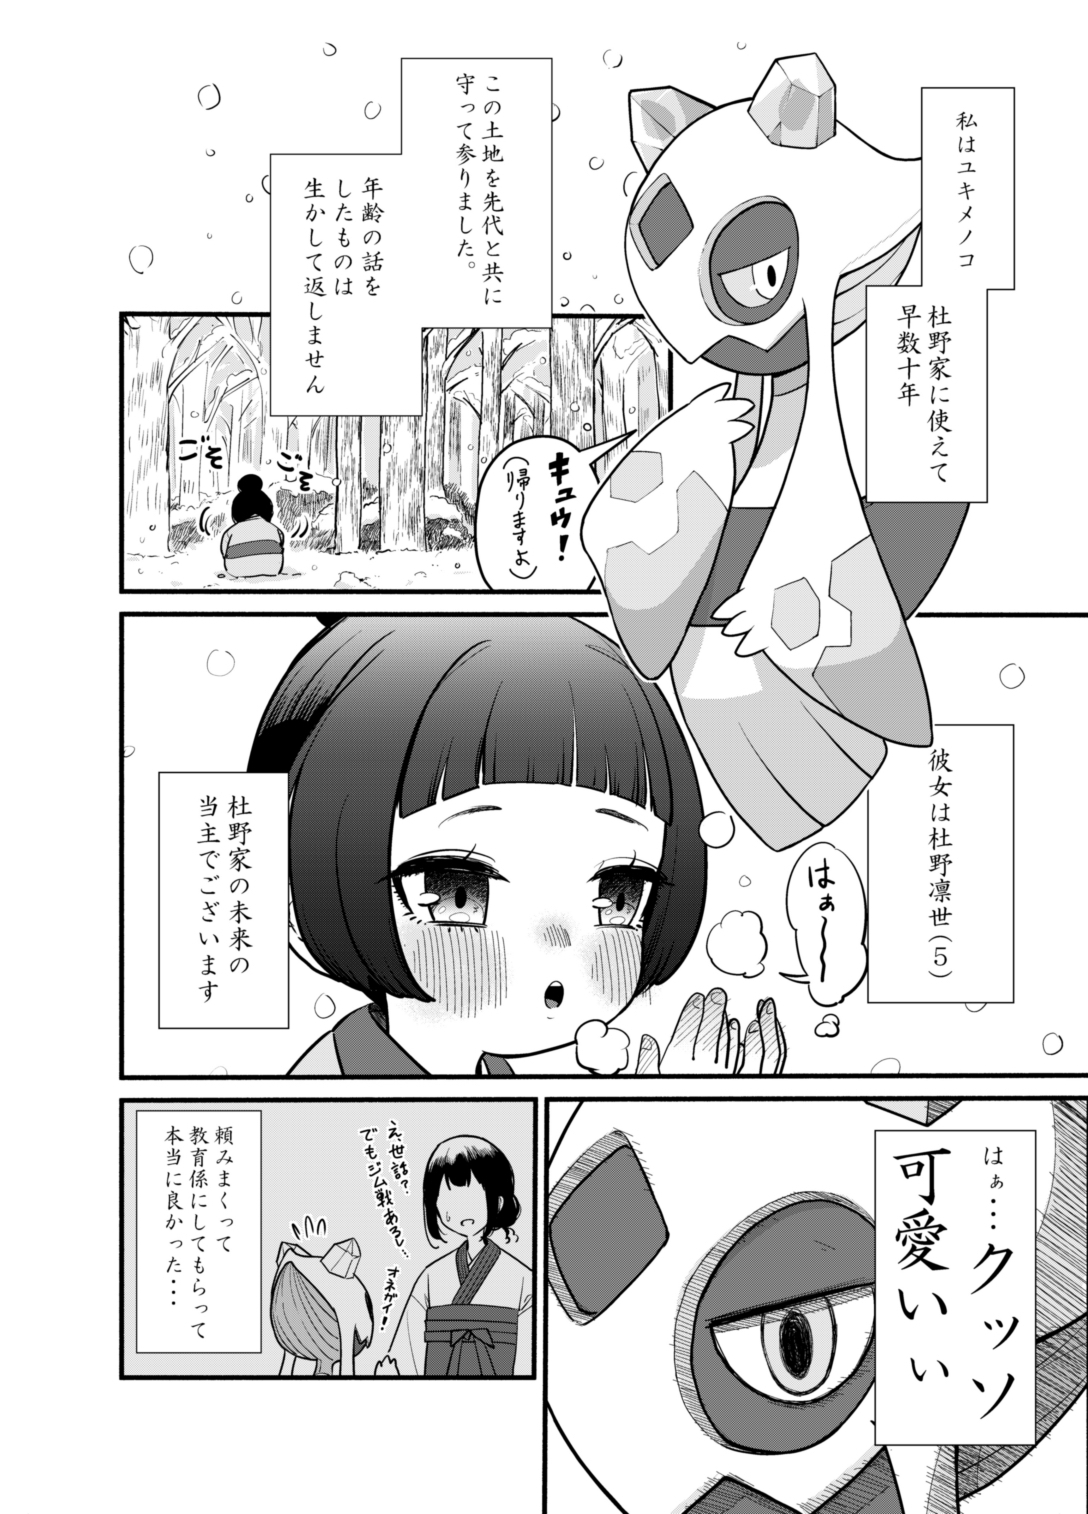 私はユキメノコ
杜野家に使えて
早数十年
この土地を先代と共に
守って参りました。
年齢の話を
したものは
生かして返しません
キュウ！
（帰りますよ）
ごそ
ごそ
彼女は杜野凛世（5）
はぁ〜
杜野家の未来の
当主でございます
はぁ・・・クッソ
可愛いぃ
え、世話？
でもジム戦あるし…
オネガイ！
頼みまくって
教育係にしてもらって
本当に良かった・・・